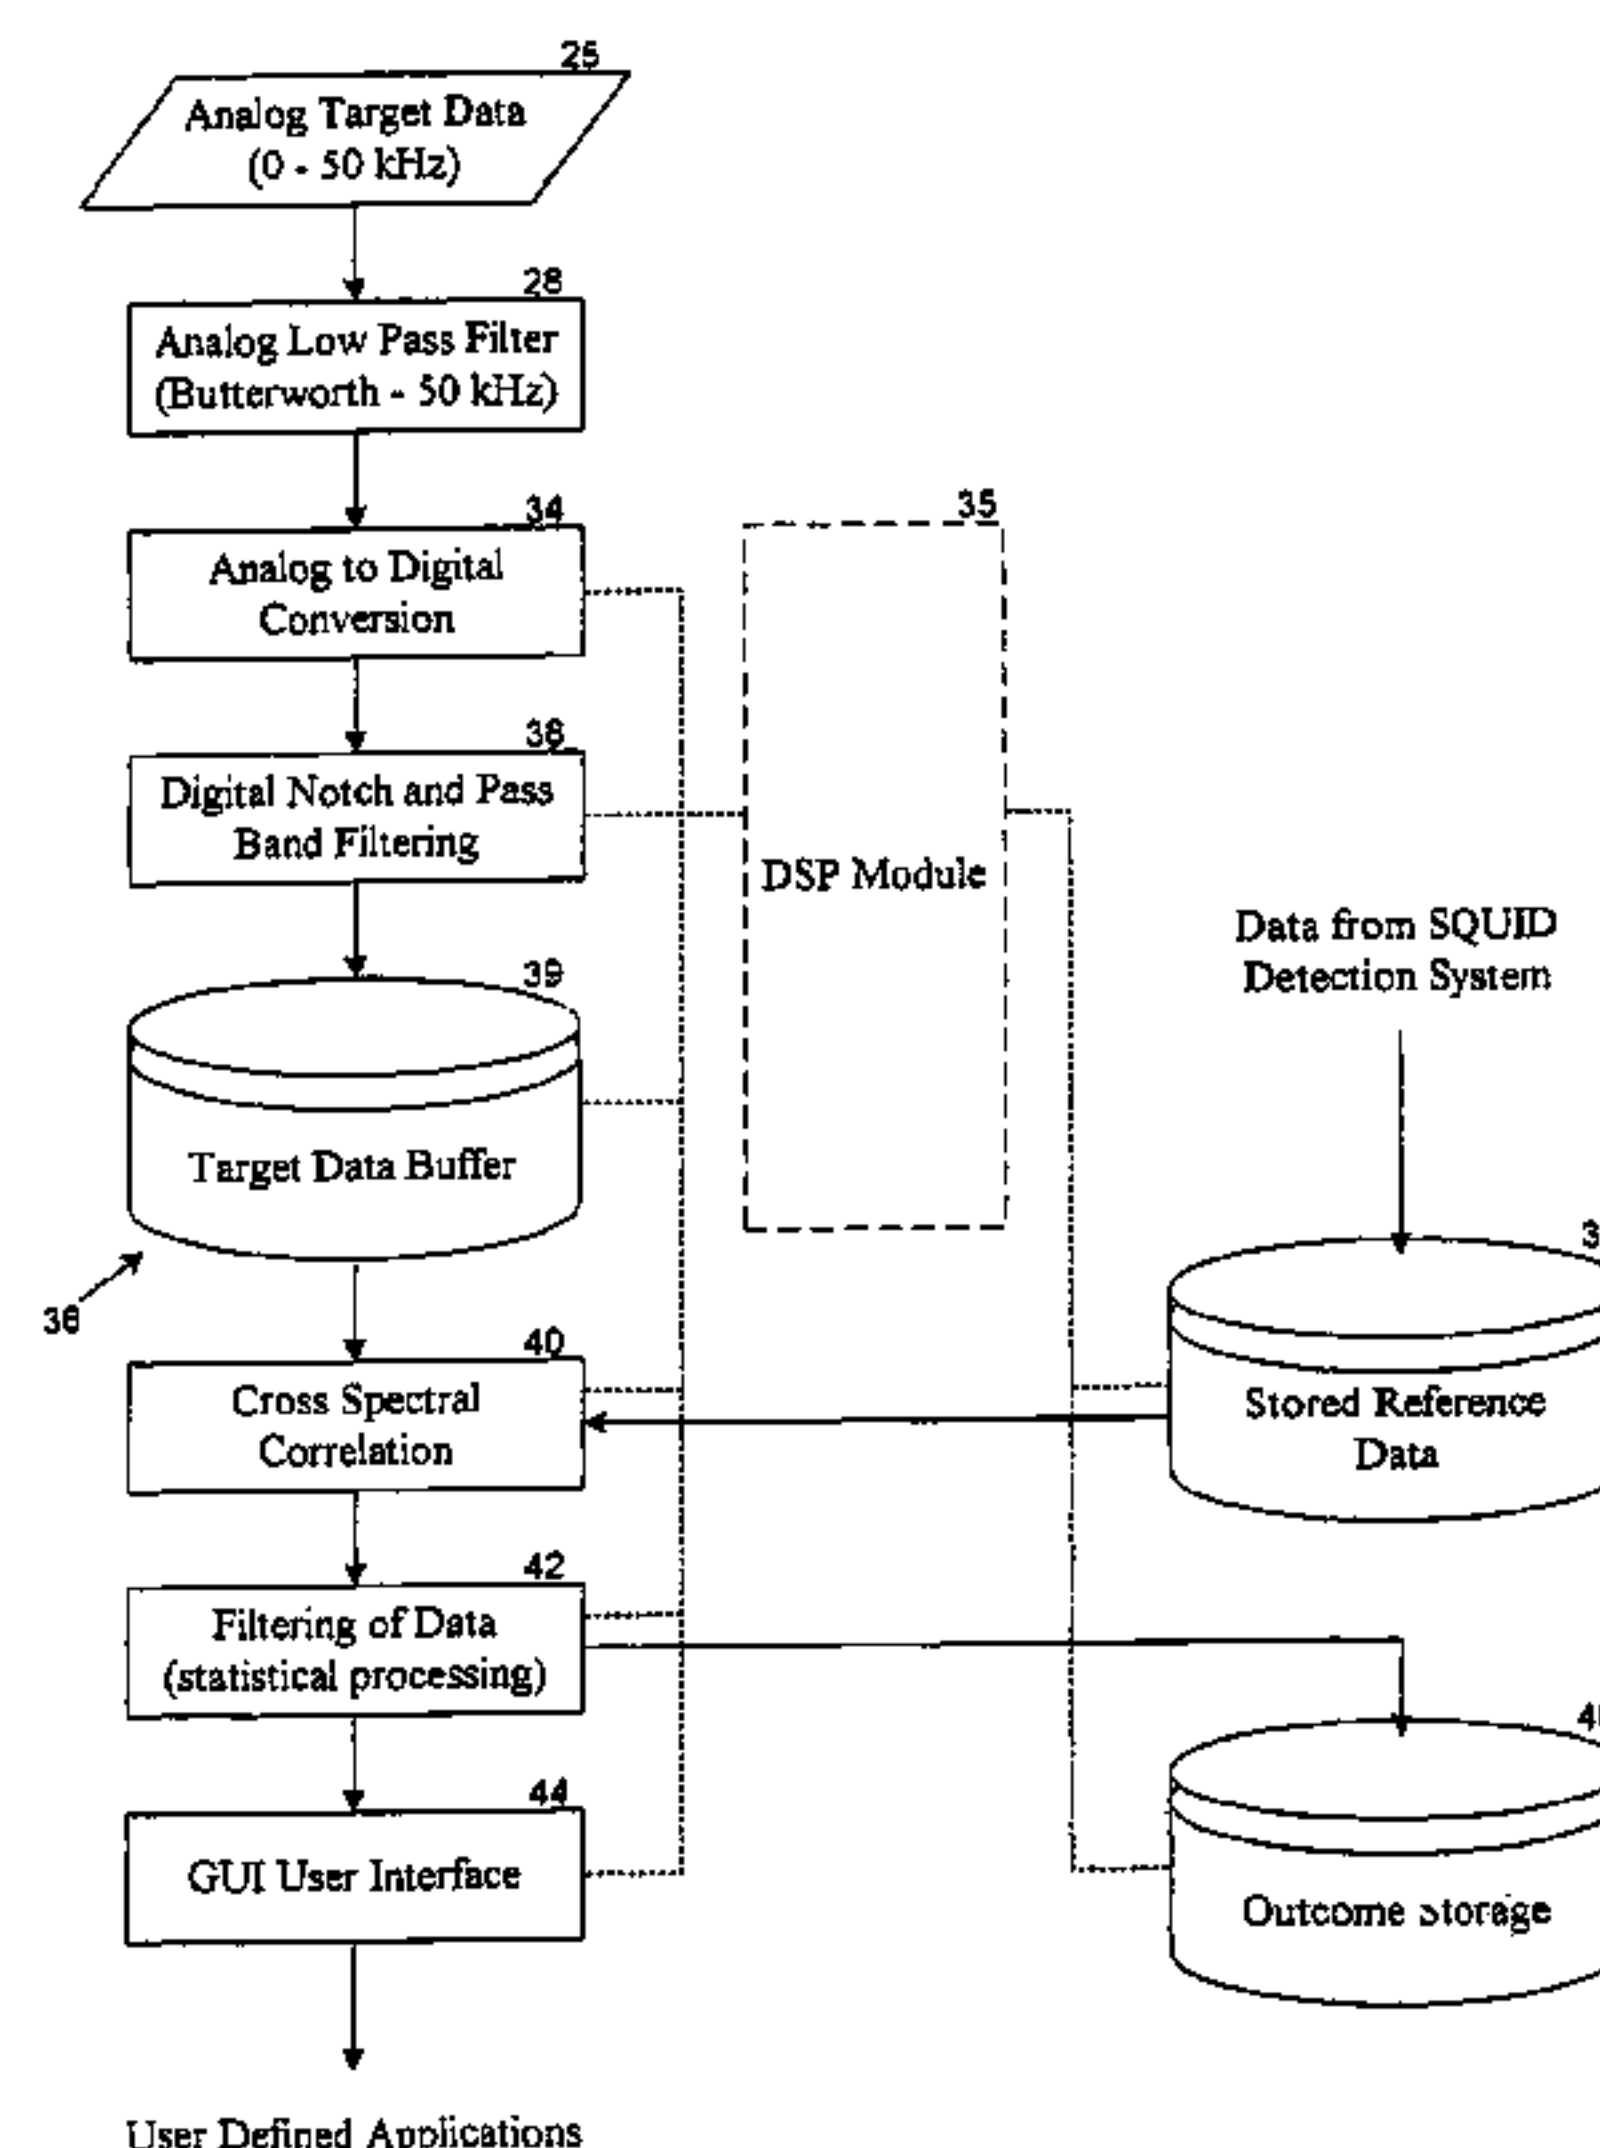 25
Analog Target Data
(0 - 50 kHz)
28
Analog Low Pass Filter
(Butterworth - 50 kHz)
34
Analog to Digital
Conversion
35
38
Digital Notch and Pass
Band Filtering
DSP Module
Data from SQUID
Detection System
39
Target Data Buffer
36
40
Cross Spectral
Correlation
Stored Reference
Data
42
Filtering of Data
(statistical processing)
44
GUI User Interface
Outcome Storage
User Defined Applications